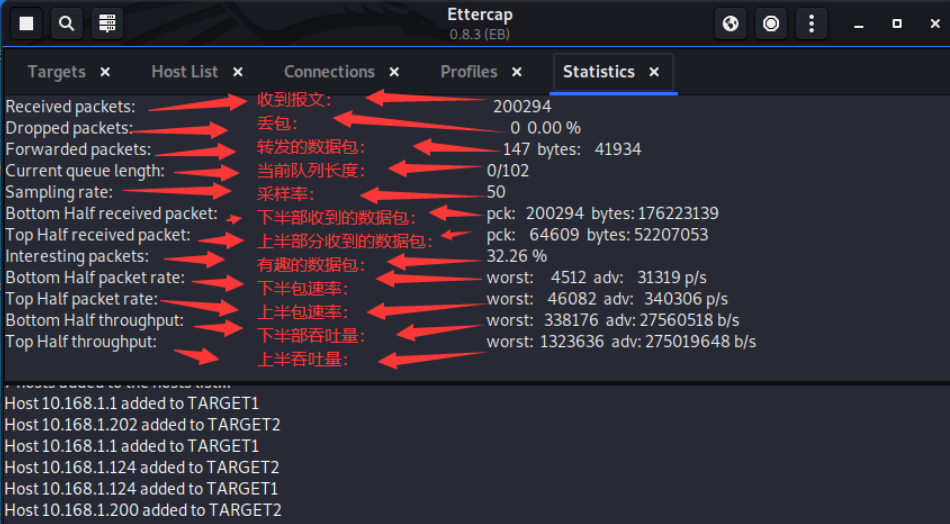 Ettercap
0.8.3 (EB)
Targets × Host List × Connections × Profiles × Statistics ×
Received packets: 收到报文: 200294
Dropped packets: 丢包: 0 0.00 %
Forwarded packets: 转发的数据包: 147 bytes: 41934
Current queue length: 当前队列长度: 0/102
Sampling rate: 采样率: 50
Bottom Half received packet: 下半部收到的数据包: pck: 200294 bytes: 176223139
Top Half received packet: 上半部分收到的数据包: pck: 64609 bytes: 52207053
Interesting packets: 有趣的数据包: 32.26 %
Bottom Half packet rate: 下半包速率: worst: 4512 adv: 31319 p/s
Top Half packet rate: 上半包速率: worst: 46082 adv: 340306 p/s
Bottom Half throughput: 下半部吞吐量: worst: 338176 adv: 27560518 b/s
Top Half throughput: 上半吞吐量: worst: 1323636 adv: 275019648 b/s
7 hosts added to the hosts list...
Host 10.168.1.1 added to TARGET1
Host 10.168.1.202 added to TARGET2
Host 10.168.1.1 added to TARGET1
Host 10.168.1.124 added to TARGET2
Host 10.168.1.124 added to TARGET1
Host 10.168.1.200 added to TARGET2